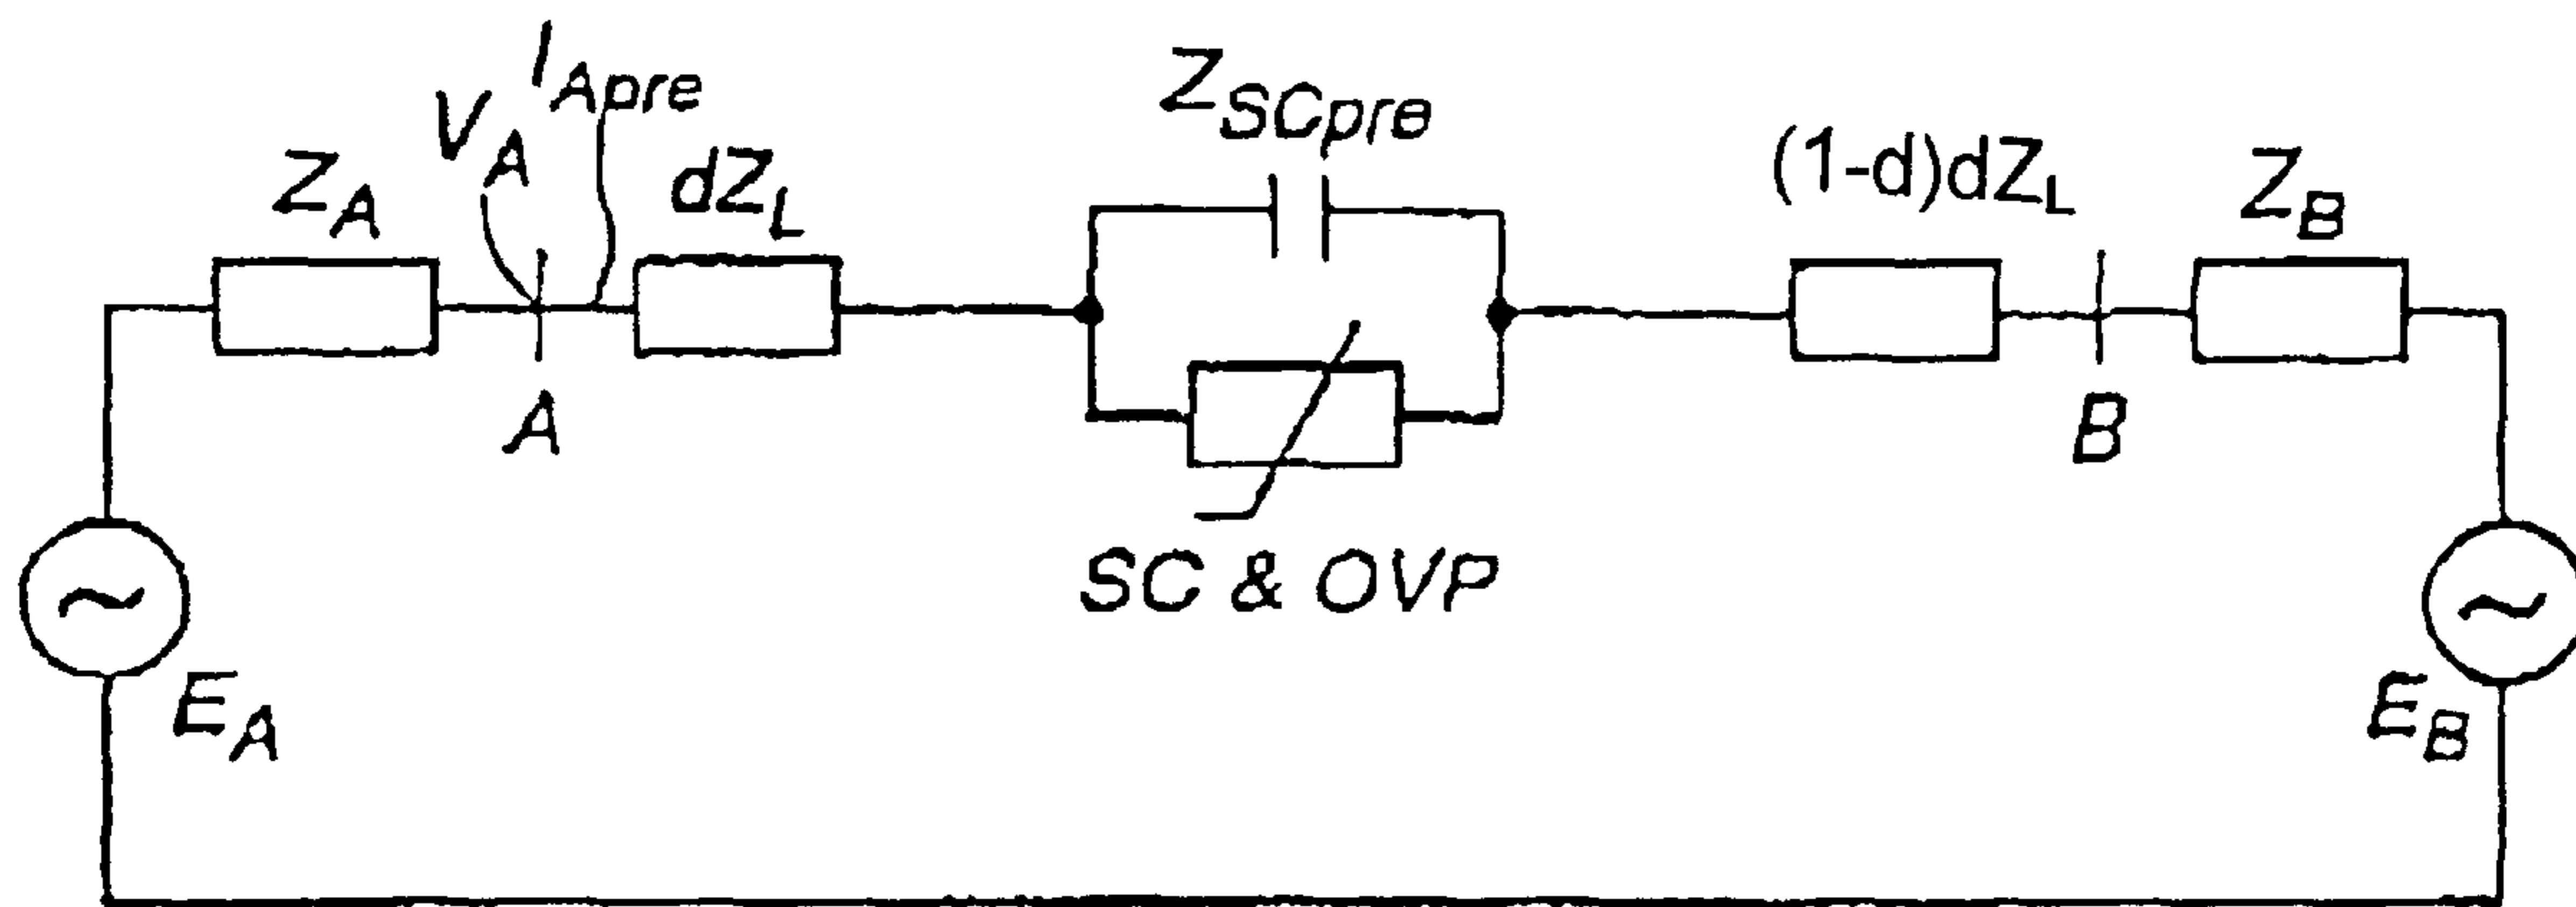 I_Apre
V_A
Z_A
dZ_L
Z_SCpre
(1-d)dZ_L
Z_B
A
B
SC & OVP
~
~
E_A
E_B